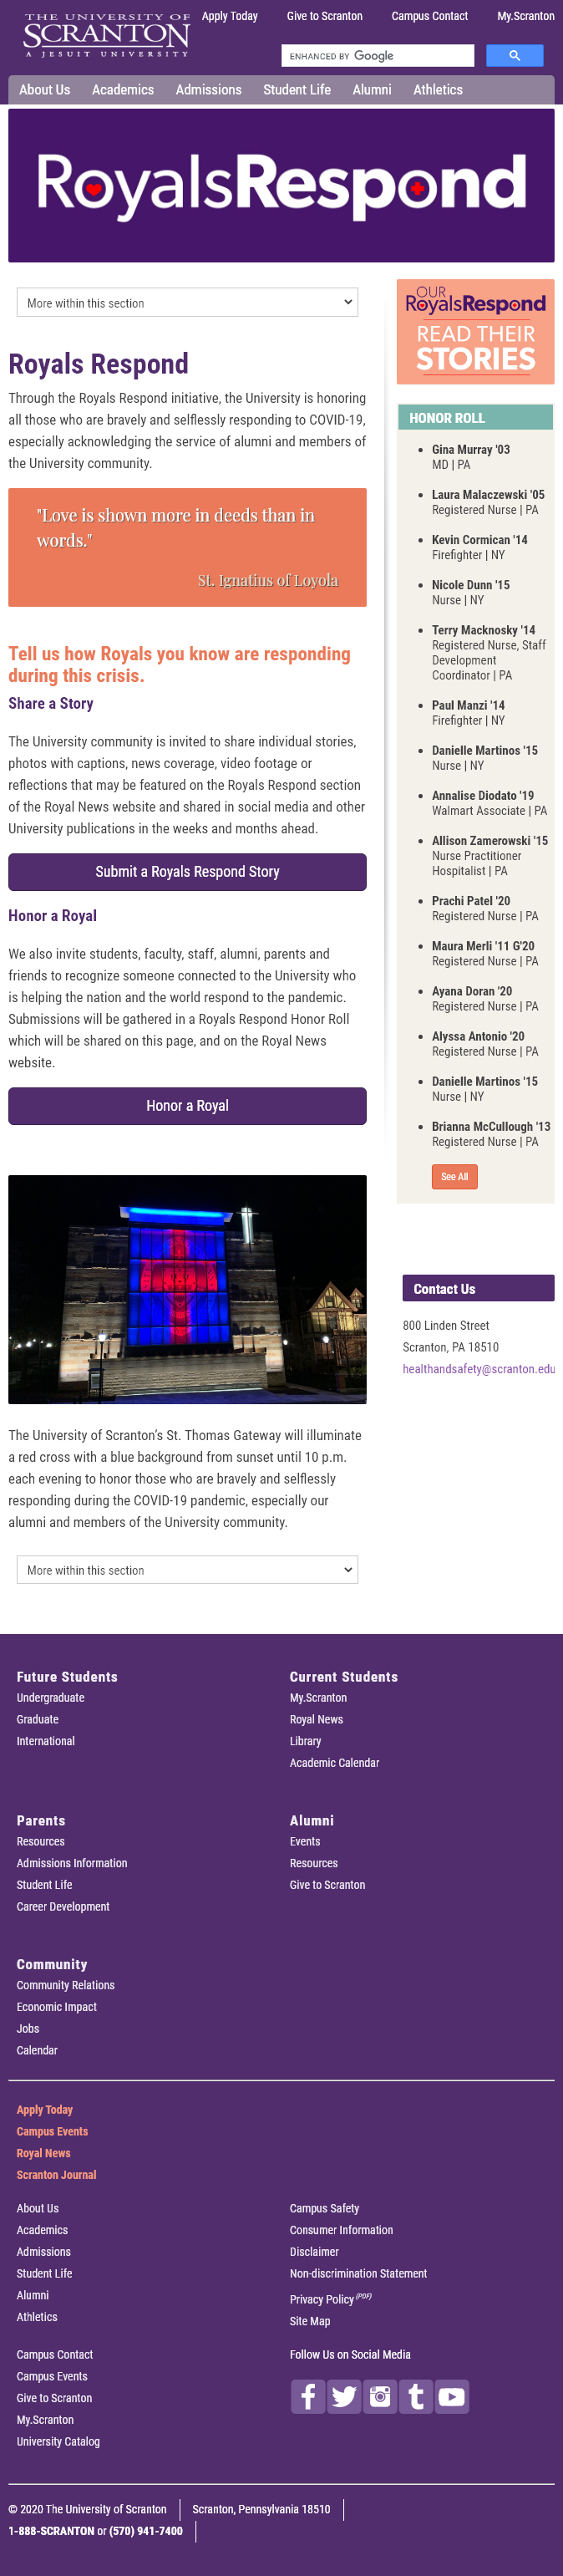 THE UNIVERSITY OF
SCRANTON
A JESUIT UNIVERSITY
Apply Today
Give to Scranton
Campus Contact
My.Scranton
ENHANCED BY Google
About Us
Academics
Admissions
Student Life
Alumni
Athletics
RoyalsRespond
More within this section
Royals Respond
Through the Royals Respond initiative, the University is honoring
all those who are bravely and selflessly responding to COVID-19,
especially acknowledging the service of alumni and members of
the University community.
"Love is shown more in deeds than in
words."
St. Ignatius of Loyola
Tell us how Royals you know are responding
during this crisis.
Share a Story
The University community is invited to share individual stories,
photos with captions, news coverage, video footage or
reflections that may be featured on the Royals Respond section
of the Royal News website and shared in social media and other
University publications in the weeks and months ahead.
Submit a Royals Respond Story
Honor a Royal
We also invite students, faculty, staff, alumni, parents and
friends to recognize someone connected to the University who
is helping the nation and the world respond to the pandemic.
Submissions will be gathered in a Royals Respond Honor Roll
which will be shared on this page, and on the Royal News
website.
Honor a Royal
The University of Scranton's St. Thomas Gateway will illuminate
a red cross with a blue background from sunset until 10 p.m.
each evening to honor those who are bravely and selflessly
responding during the COVID-19 pandemic, especially our
alumni and members of the University community.
More within this section
OUR
RoyalsRespond
READ THEIR
STORIES
HONOR ROLL
Gina Murray '03
MD | PA
Laura Malaczewski '05
Registered Nurse | PA
Kevin Cormican '14
Firefighter | NY
Nicole Dunn '15
Nurse | NY
Terry Macknosky '14
Registered Nurse, Staff
Development
Coordinator | PA
Paul Manzi '14
Firefighter | NY
Danielle Martinos '15
Nurse | NY
Annalise Diodato '19
Walmart Associate | PA
Allison Zamerowski '15
Nurse Practitioner
Hospitalist | PA
Prachi Patel '20
Registered Nurse | PA
Maura Merli '11 G'20
Registered Nurse | PA
Ayana Doran '20
Registered Nurse | PA
Alyssa Antonio '20
Registered Nurse | PA
Danielle Martinos '15
Nurse | NY
Brianna McCullough '13
Registered Nurse | PA
See All
Contact Us
800 Linden Street
Scranton, PA 18510
healthandsafety@scranton.edu
Future Students
Undergraduate
Graduate
International
Current Students
My.Scranton
Royal News
Library
Academic Calendar
Parents
Resources
Admissions Information
Student Life
Career Development
Alumni
Events
Resources
Give to Scranton
Community
Community Relations
Economic Impact
Jobs
Calendar
Apply Today
Campus Events
Royal News
Scranton Journal
About Us
Academics
Admissions
Student Life
Alumni
Athletics
Campus Safety
Consumer Information
Disclaimer
Non-discrimination Statement
Privacy Policy (PDF)
Site Map
Campus Contact
Campus Events
Give to Scranton
My.Scranton
University Catalog
Follow Us on Social Media
© 2020 The University of Scranton
Scranton, Pennsylvania 18510
1-888-SCRANTON or (570) 941-7400